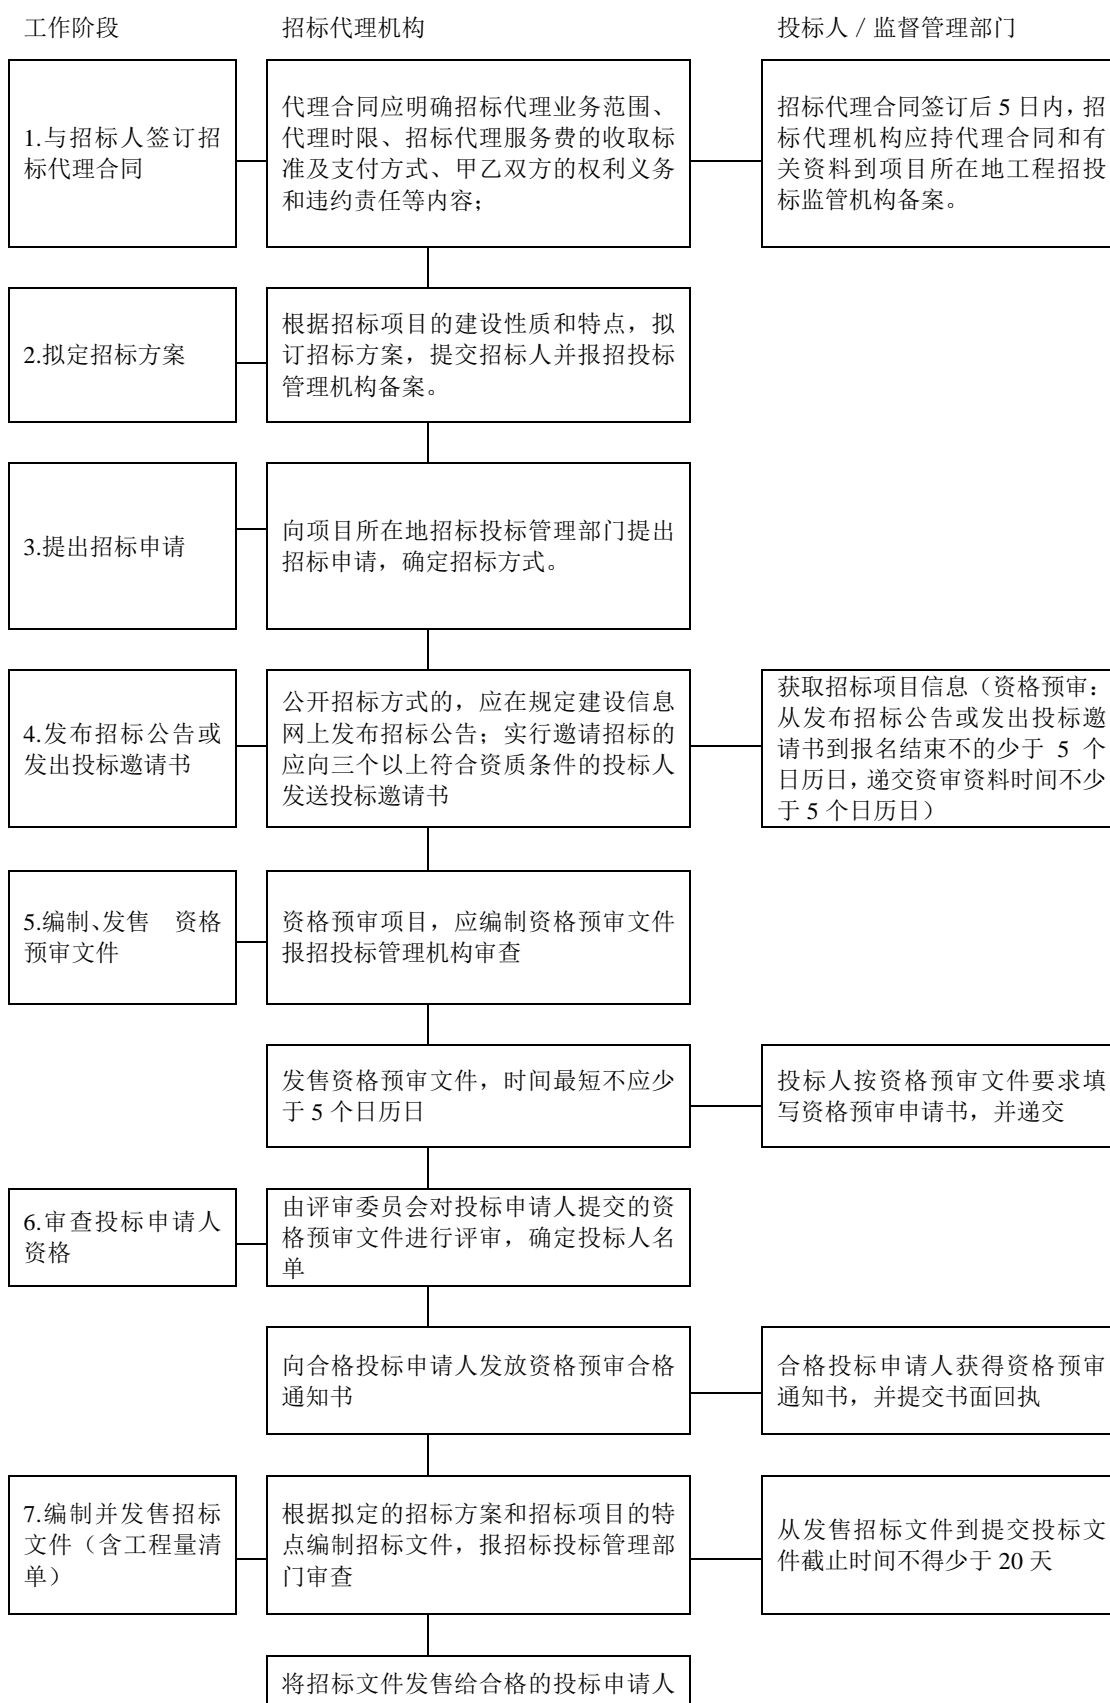 工作阶段
招标代理机构
投标人／监督管理部门
1.与招标人签订招
标代理合同
代理合同应明确招标代理业务范围、
代理时限、招标代理服务费的收取标
准及支付方式、甲乙双方的权利义务
和违约责任等内容；
招标代理合同签订后 5 日内，招
标代理机构应持代理合同和有
关资料到项目所在地工程招投
标监管机构备案。
2.拟定招标方案
根据招标项目的建设性质和特点，拟
订招标方案，提交招标人并报招投标
管理机构备案。
3.提出招标申请
向项目所在地招标投标管理部门提出
招标申请，确定招标方式。
4.发布招标公告或
发出投标邀请书
公开招标方式的，应在规定建设信息
网上发布招标公告；实行邀请招标的
应向三个以上符合资质条件的投标人
发送投标邀请书
获取招标项目信息（资格预审：
从发布招标公告或发出投标邀
请书到报名结束不的少于 5 个
日历日，递交资审资料时间不少
于 5 个日历日）
5.编制、发售 资格
预审文件
资格预审项目，应编制资格预审文件
报招投标管理机构审查
发售资格预审文件，时间最短不应少
于 5 个日历日
投标人按资格预审文件要求填
写资格预审申请书，并递交
6.审查投标申请人
资格
由评审委员会对投标申请人提交的资
格预审文件进行评审，确定投标人名
单
向合格投标申请人发放资格预审合格
通知书
合格投标申请人获得资格预审
通知书，并提交书面回执
7.编制并发售招标
文件（含工程量清
单）
根据拟定的招标方案和招标项目的特
点编制招标文件，报招标投标管理部
门审查
从发售招标文件到提交投标文
件截止时间不得少于 20 天
将招标文件发售给合格的投标申请人